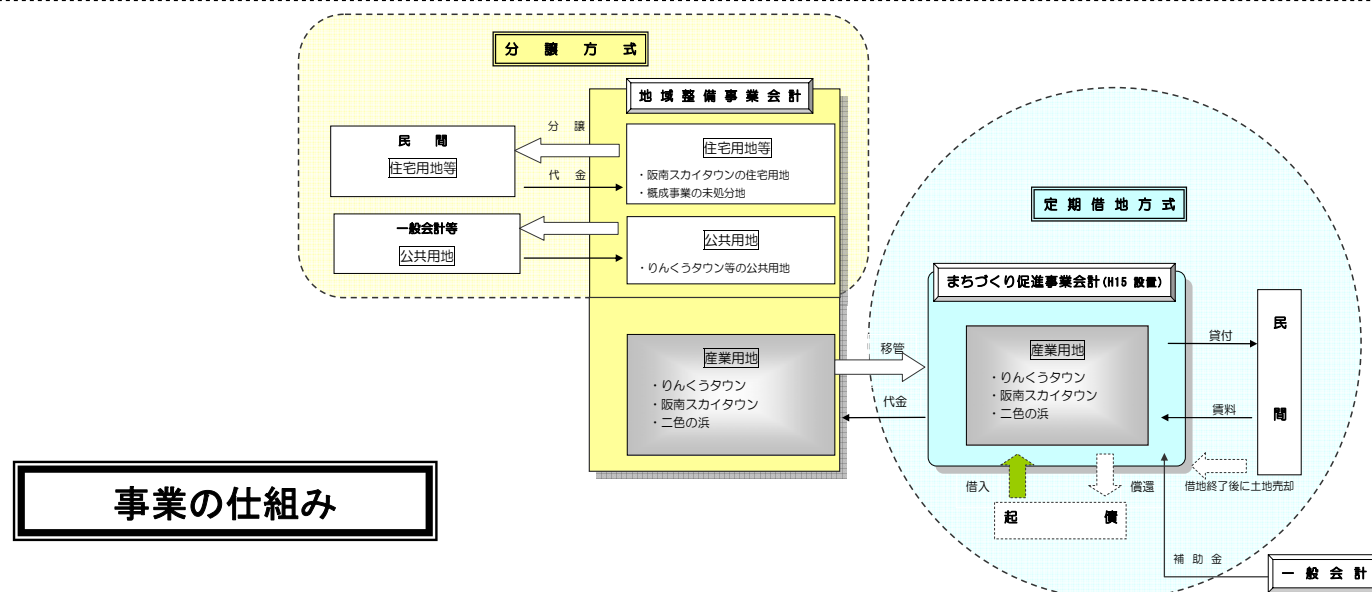 分 譲 方 式
地 域 整 備 事 業 会 計
分 譲
民 間
住宅用地等
代 金
住宅用地等
・阪南スカイタウンの住宅用地
・概成事業の未処分地
一般会計等
公共用地
公共用地
・りんくうタウン等の公共用地
産業用地
・りんくうタウン
・阪南スカイタウン
・二色の浜
移管
代金
定 期 借 地 方 式
まちづくり促進事業会計(H15 設置)
産業用地
・りんくうタウン
・阪南スカイタウン
・二色の浜
貸付
賃料
民
間
借入
償還
借地終了後に土地売却
起 債
補 助 金
一 般 会 計
事業の仕組み